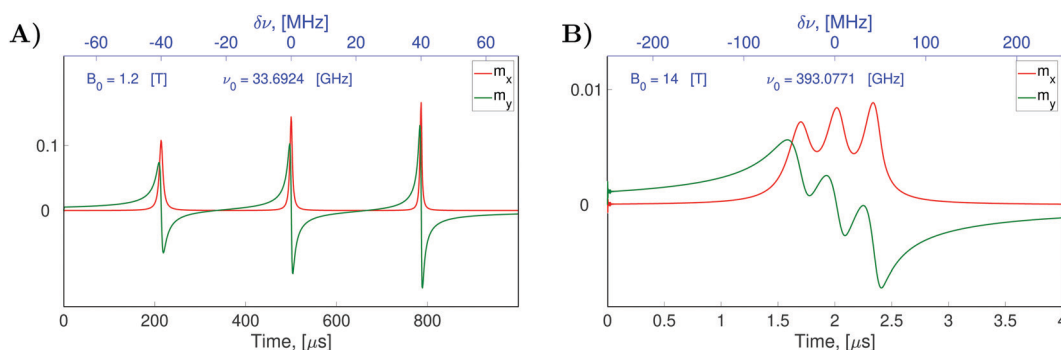 A)
δν, [MHz]
-60 -40 -20 0 20 40 60
B₀ = 1.2 [T] ν₀ = 33.6924 [GHz]
mₓ
m_y
0.1
0
0 200 400 600 800
Time, [μs]
B)
δν, [MHz]
-200 -100 0 100 200
B₀ = 14 [T] ν₀ = 393.0771 [GHz]
mₓ
m_y
0.01
0
0 0.5 1 1.5 2 2.5 3 3.5 4
Time, [μs]